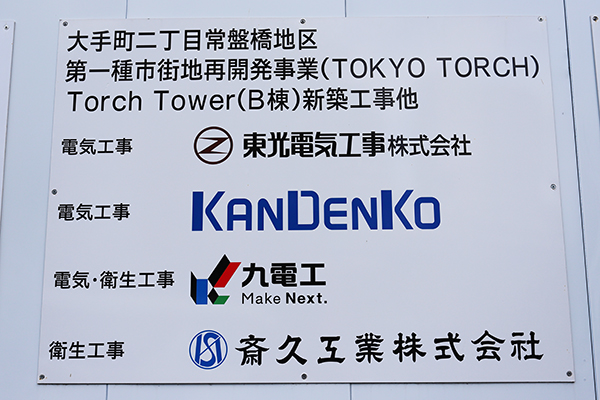 大手町二丁目常盤橋地区
第一種市街地再開発事業(TOKYO TORCH)
Torch Tower(B棟)新築工事他
電気工事 東光電気工事株式会社
電気工事 KANDENKO
電気・衛生工事 九電工
Make Next.
衛生工事 斎久工業株式会社